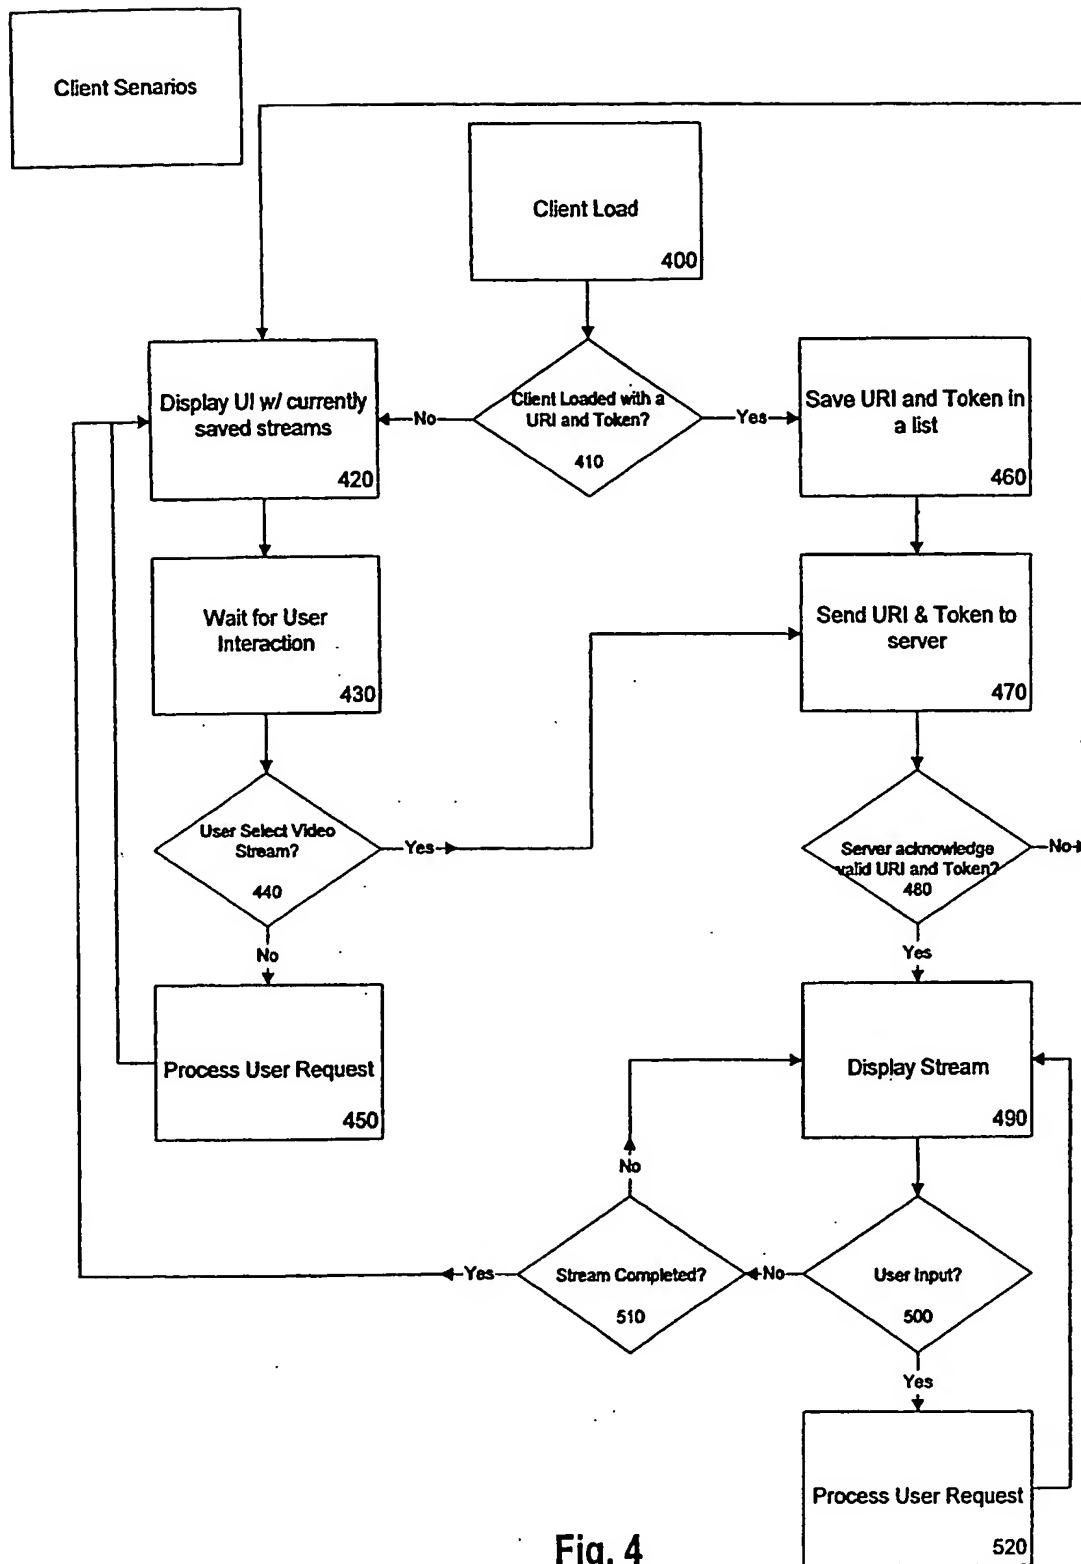 Client Senarios
Client Load
400
Display UI w/ currently
saved streams
420
No
Client Loaded with a
URI and Token?
410
Yes
Save URI and Token in
a list
460
Wait for User
Interaction
430
Send URI & Token to
server
470
User Select Video
Stream?
440
Yes
Server acknowledge
valid URI and Token?
480
No
No
Yes
Process User Request
450
Display Stream
490
No
Yes
Stream Completed?
510
No
User Input?
500
Yes
Process User Request
520
Fig. 4